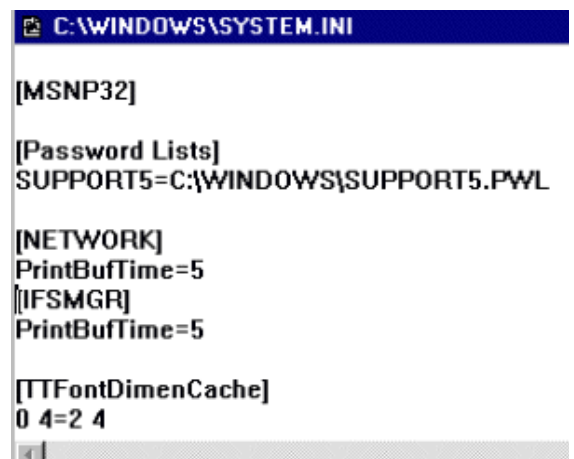 C:\WINDOWS\SYSTEM.INI
[MSNP32]
[Password Lists]
SUPPORT5=C:\WINDOWS\SUPPORT5.PWL
[NETWORK]
PrintBufTime=5
[IFSMGR]
PrintBufTime=5
[TTFontDimenCache]
0 4=2 4